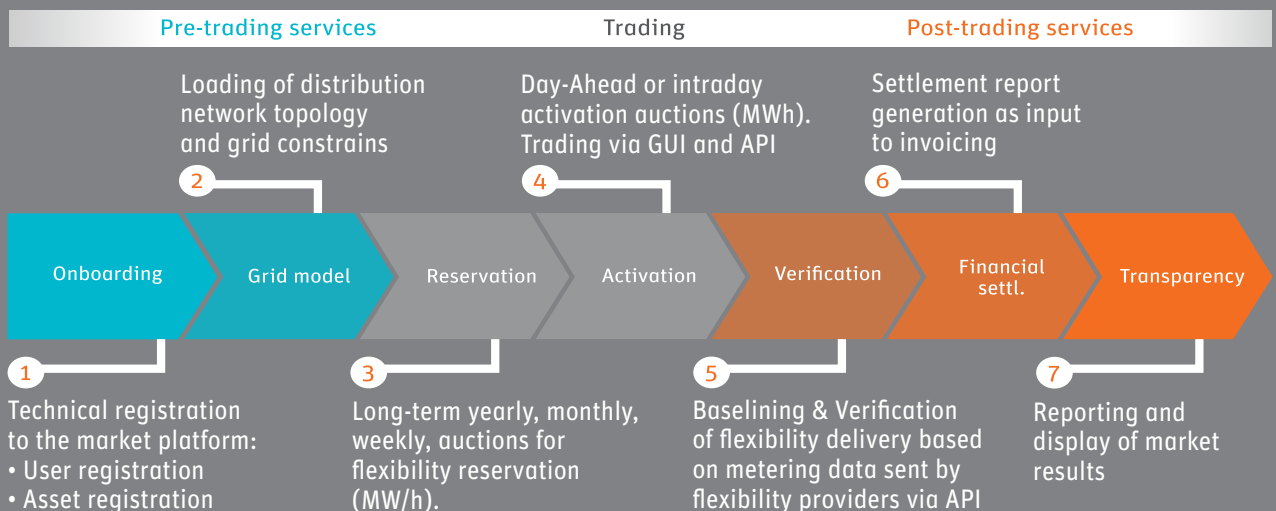 Pre-trading services
Trading
Post-trading services
Loading of distribution
network topology
and grid constrains
Day-Ahead or intraday
activation auctions (MWh).
Trading via GUI and API
Settlement report
generation as input
to invoicing
2
4
6
Onboarding
Grid model
Reservation
Activation
Verification
Financial
settl.
Transparency
1
3
5
7
Technical registration
to the market platform:
• User registration
• Asset registration
Long-term yearly, monthly,
weekly, auctions for
flexibility reservation
(MW/h).
Baselining & Verification
of flexibility delivery based
on metering data sent by
flexibility providers via API
Reporting and
display of market
results